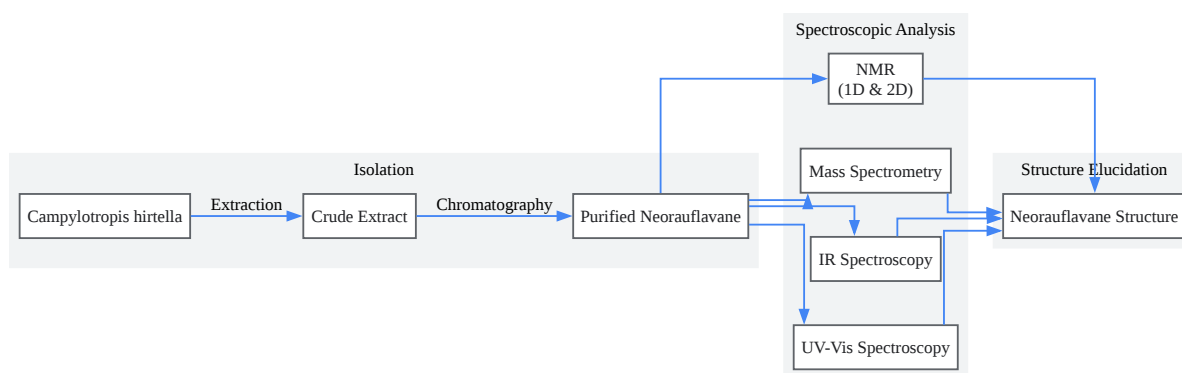 Spectroscopic Analysis
NMR
(1D & 2D)
Isolation
Structure Elucidation
Mass Spectrometry
Campylotropis hirtella
Extraction
Crude Extract
Chromatography
Purified Neorauflavane
Neorauflavane Structure
IR Spectroscopy
UV-Vis Spectroscopy